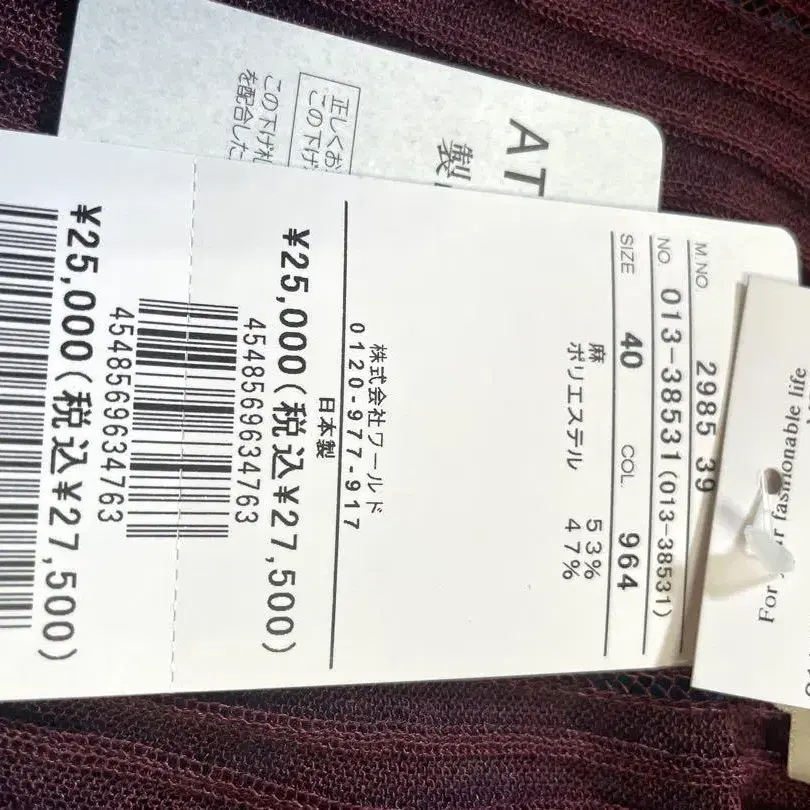 M.NO. 2985 39
NO. 013-38531(013-38531)
SIZE 40 COL. 964
麻 53%
ポリエステル 47%
株式会社ワールド
0120-977-917
日本製
¥25,000(税込¥27,500)
4548569634763
4548569634763
¥25,000(税込¥27,500)
AT
製
正しくお
この下げ
この下げ札
を配合した
fashionable life